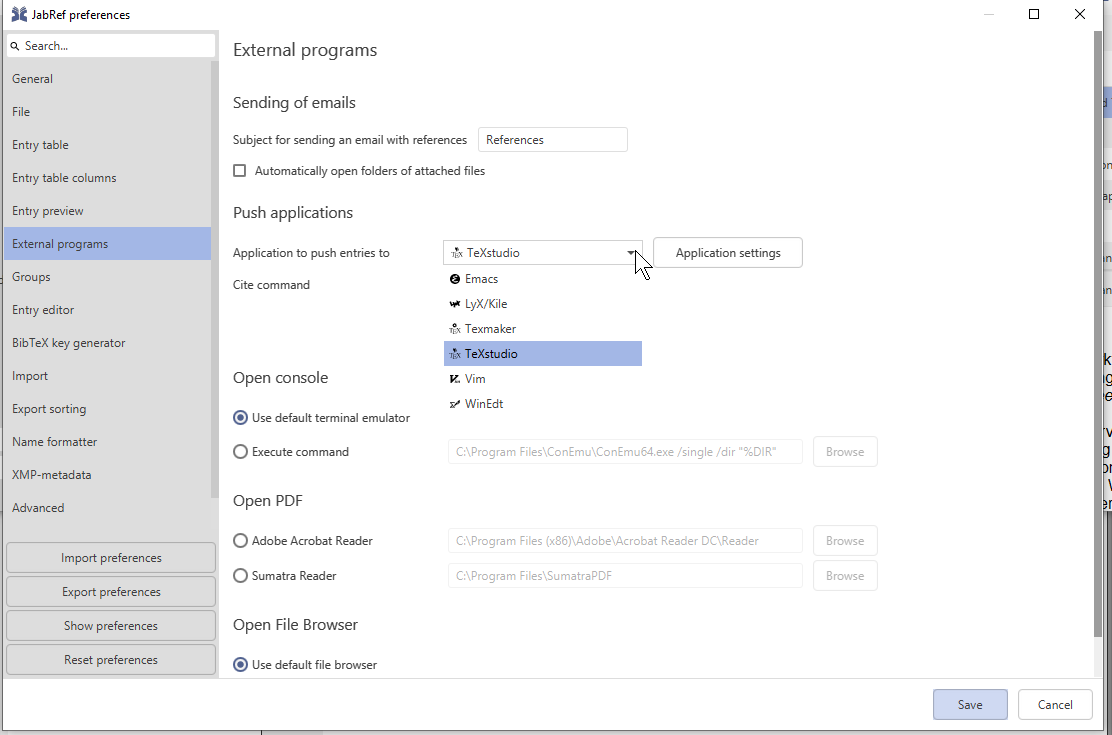 JabRef preferences
Search...
General
File
Entry table
Entry table columns
Entry preview
External programs
Groups
Entry editor
BibTeX key generator
Import
Export sorting
Name formatter
XMP-metadata
Advanced
Import preferences
Export preferences
Show preferences
Reset preferences
External programs
Sending of emails
Subject for sending an email with references References
Automatically open folders of attached files
Push applications
Application to push entries to TeXstudio Application settings
Cite command
Emacs
LyX/Kile
Texmaker
TeXstudio
Vim
WinEdt
Open console
Use default terminal emulator
Execute command C:\Program Files\ConEmu\ConEmu64.exe /single /dir "%DIR" Browse
Open PDF
Adobe Acrobat Reader C:\Program Files (x86)\Adobe\Acrobat Reader DC\Reader Browse
Sumatra Reader C:\Program Files\SumatraPDF Browse
Open File Browser
Use default file browser
Save Cancel